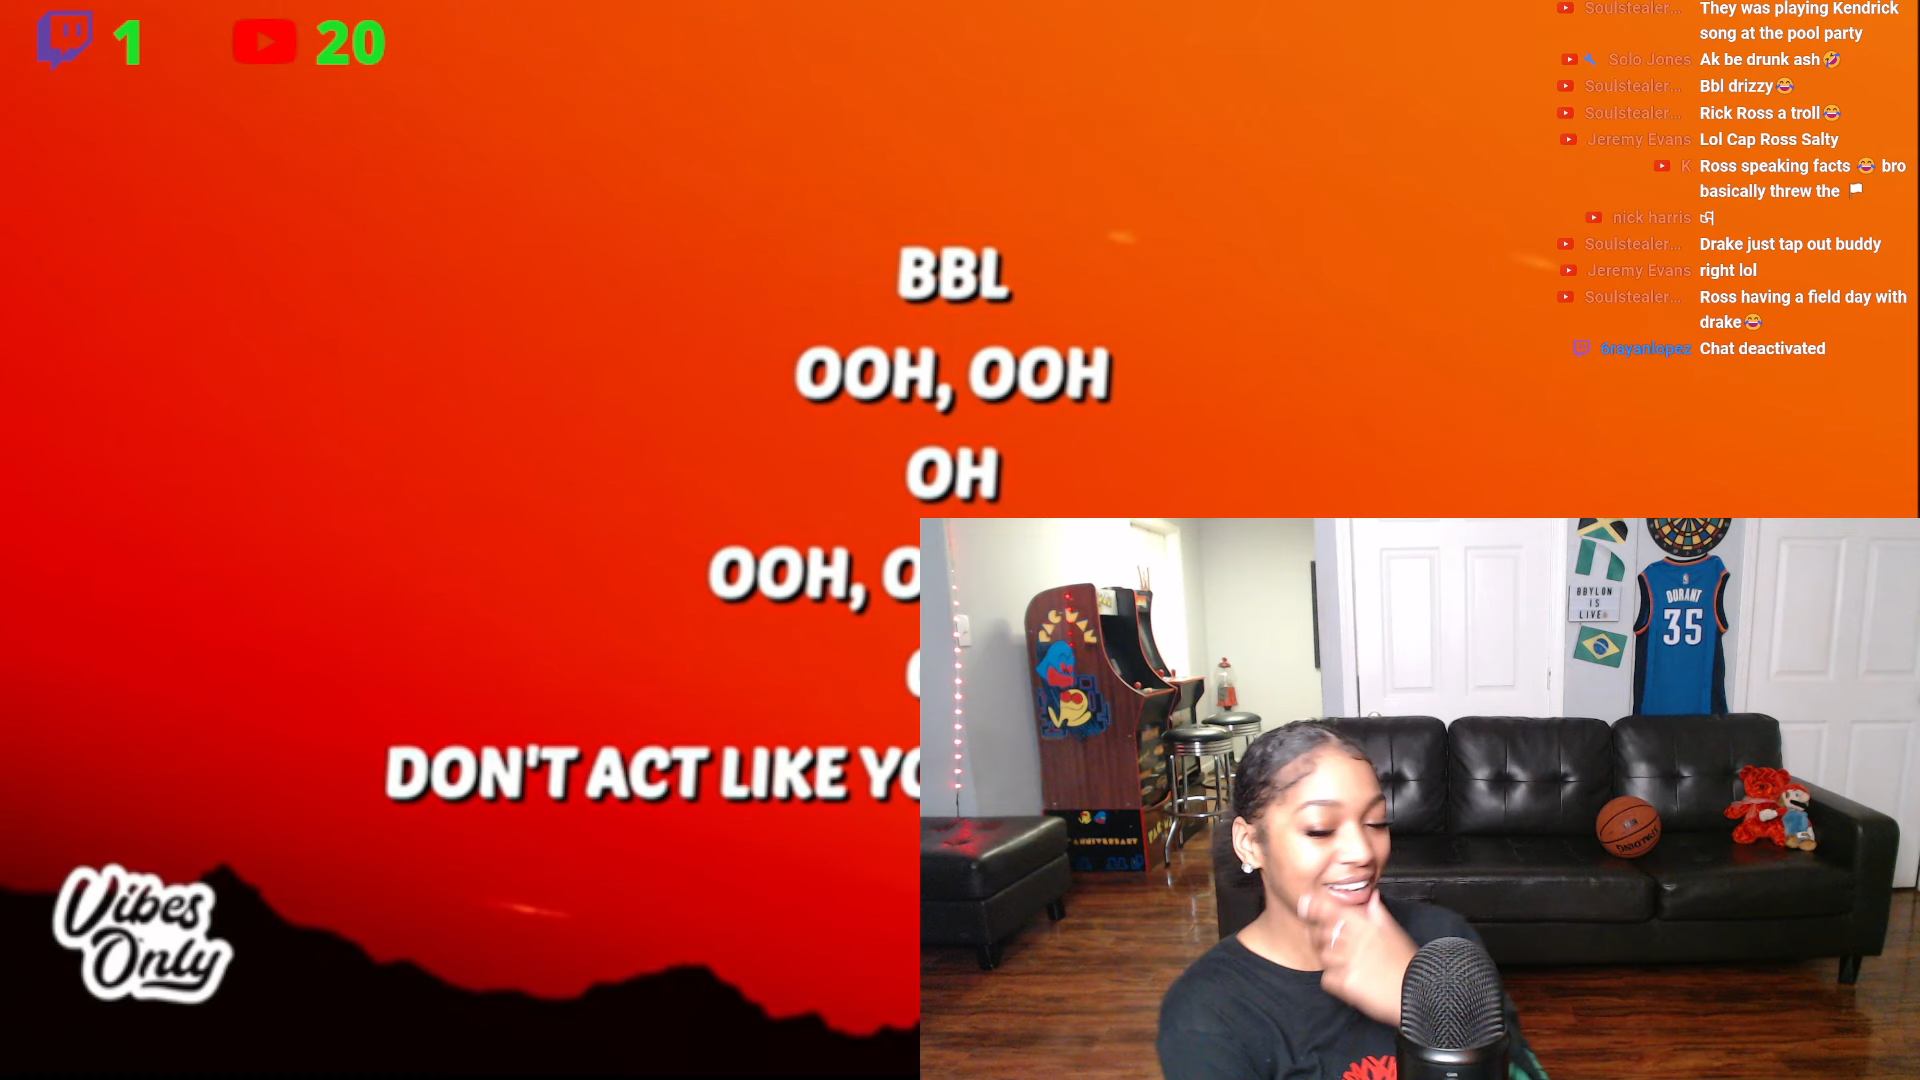 1
20
Soulstealer... They was playing Kendrick
song at the pool party
Solo Jones Ak be drunk ash🤣
Soulstealer... Bbl drizzy😂
Soulstealer... Rick Ross a troll😂
Jeremy Evans Lol Cap Ross Salty
K Ross speaking facts 😂 bro
basically threw the 🏳
nick harris
Soulstealer... Drake just tap out buddy
Jeremy Evans right lol
Soulstealer... Ross having a field day with
drake😂
6rayanlopez Chat deactivated
BBL
OOH, OOH
OH
OOH, O
DON'T ACT LIKE YO
Vibes
Only
PAC-MAN
DURANT
35
BBYLON
IS
LIVE